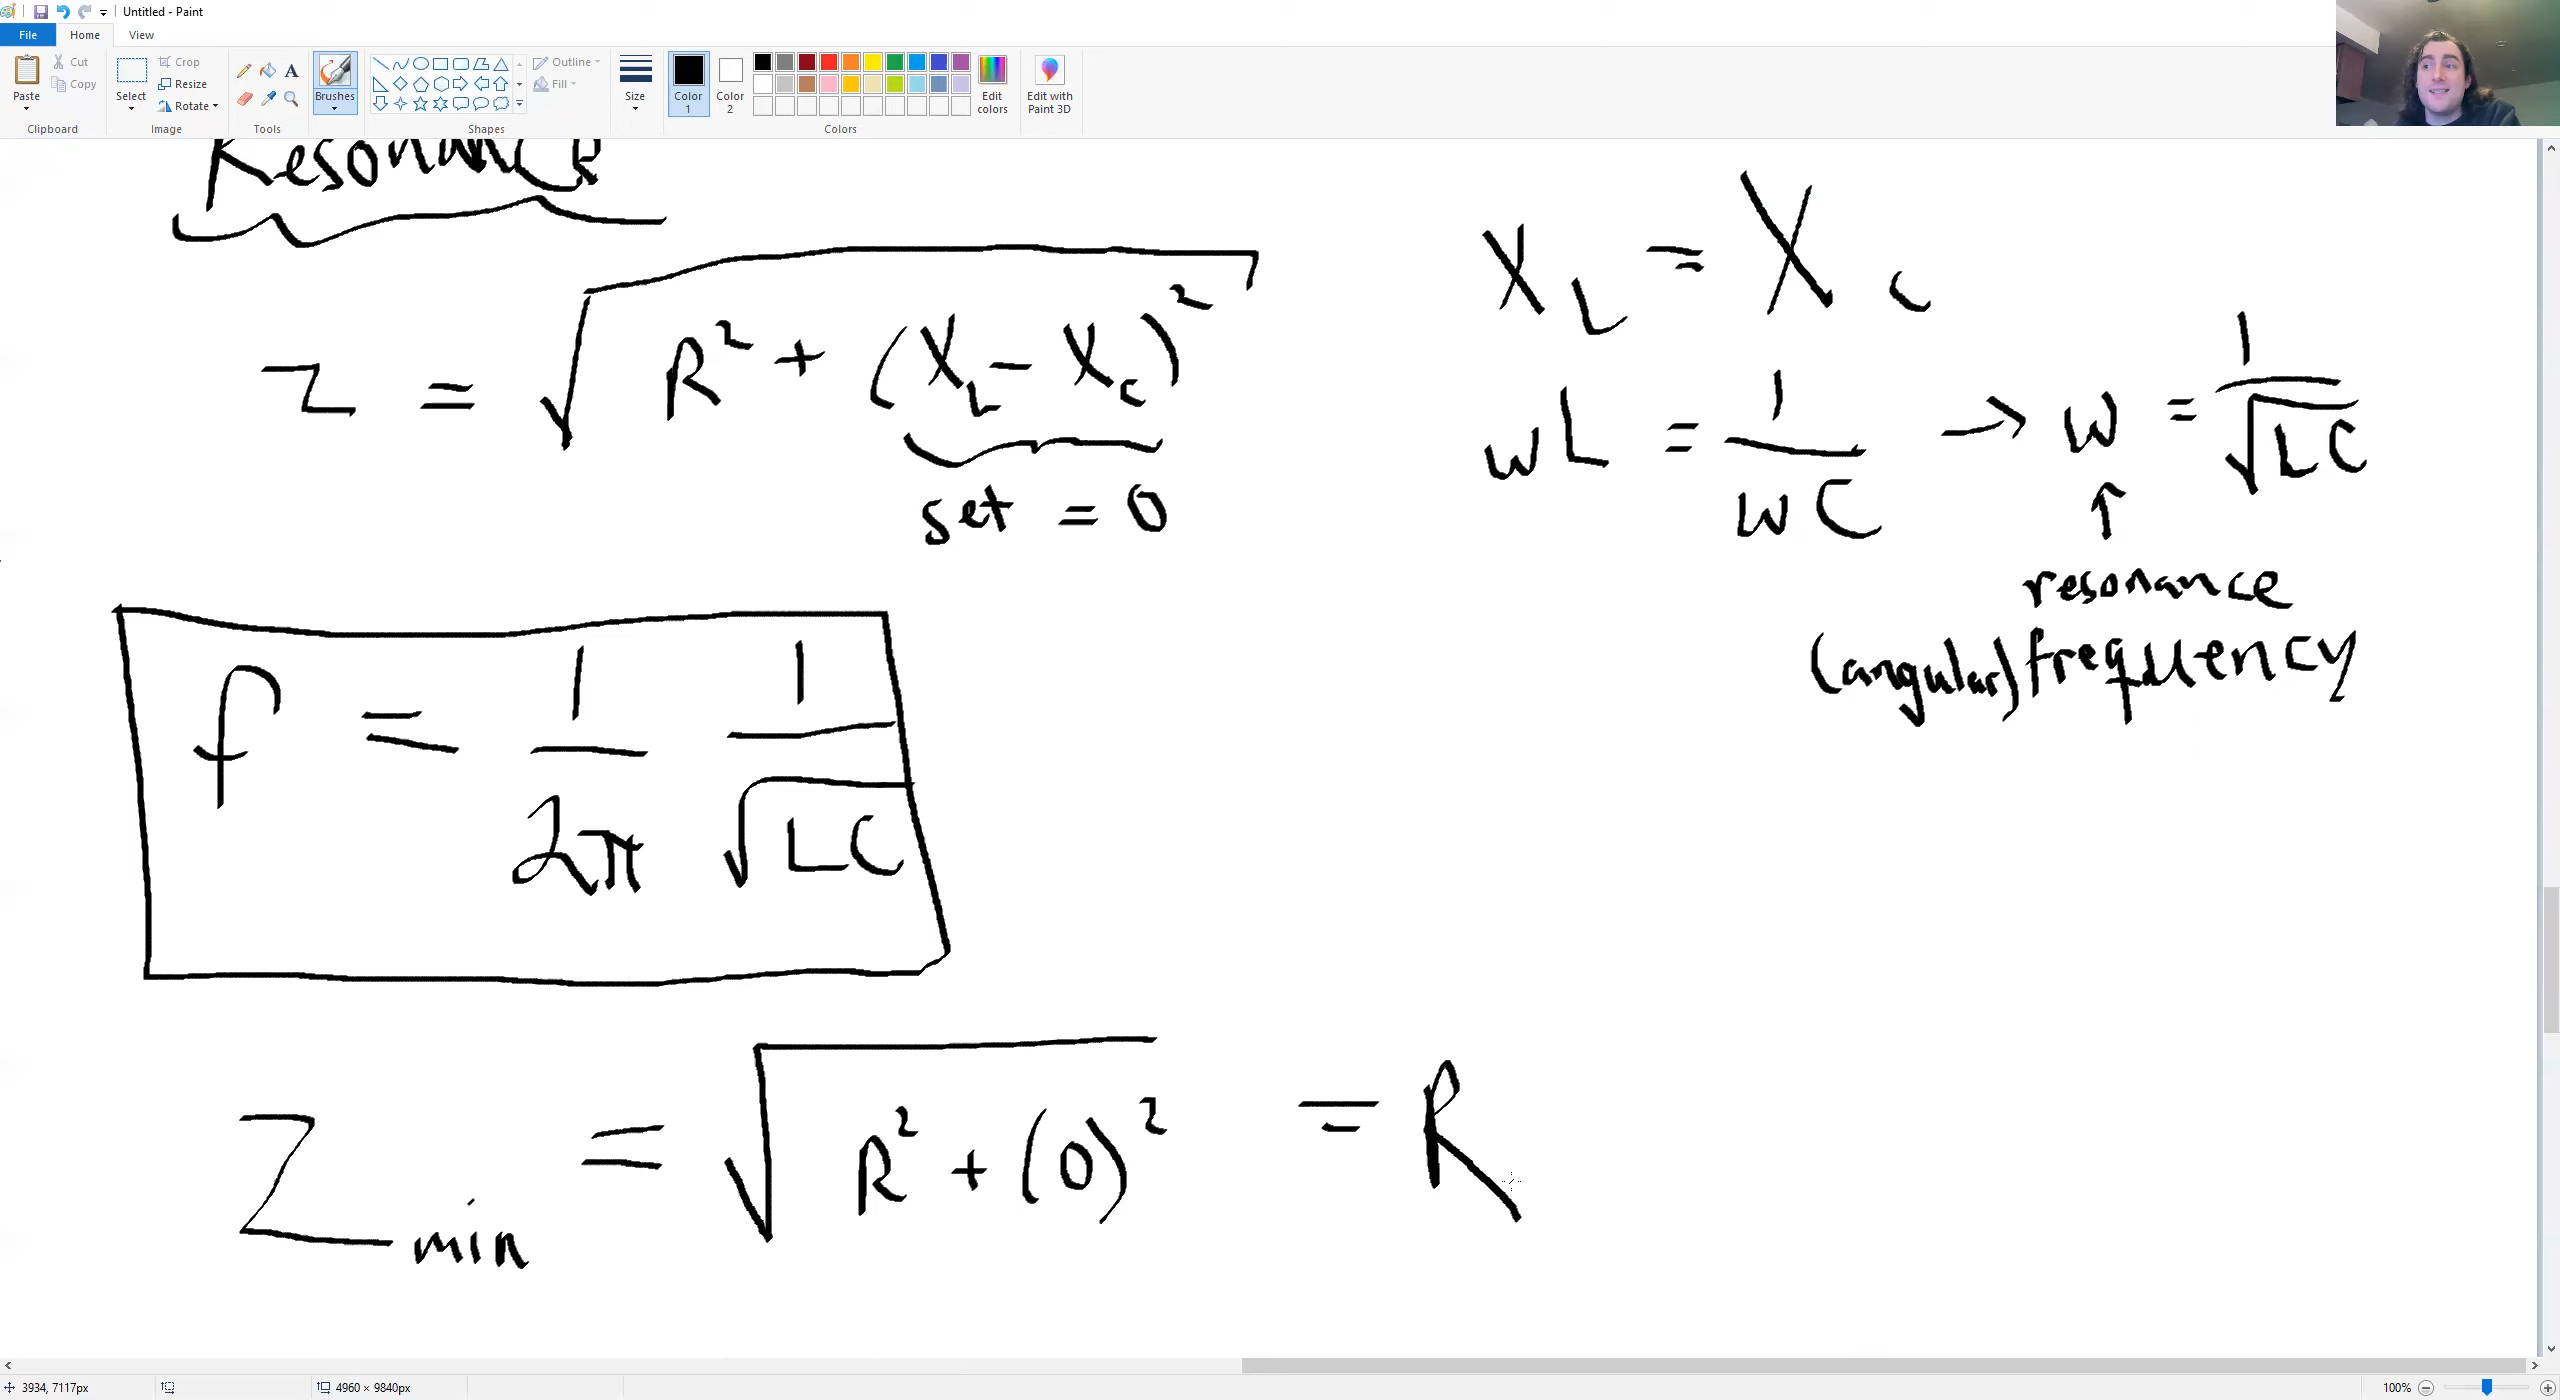 Untitled - Paint
File Home View
Paste Cut Copy Clipboard
Select Crop Resize Rotate Image
Tools
Brushes
Shapes
Outline Fill
Size
Color 1 Color 2
Colors
Edit colors
Edit with Paint 3D
Resonance
Z = √(R² + (X_L − X_C)²)
set = 0
X_L = X_C
wL = 1/wC → w = 1/√LC
↑
resonance
(angular) frequency
f = 1/2π 1/√LC
Z_min = √(R² + (0)²) = R
3934, 7117px
4960 × 9840px
100%